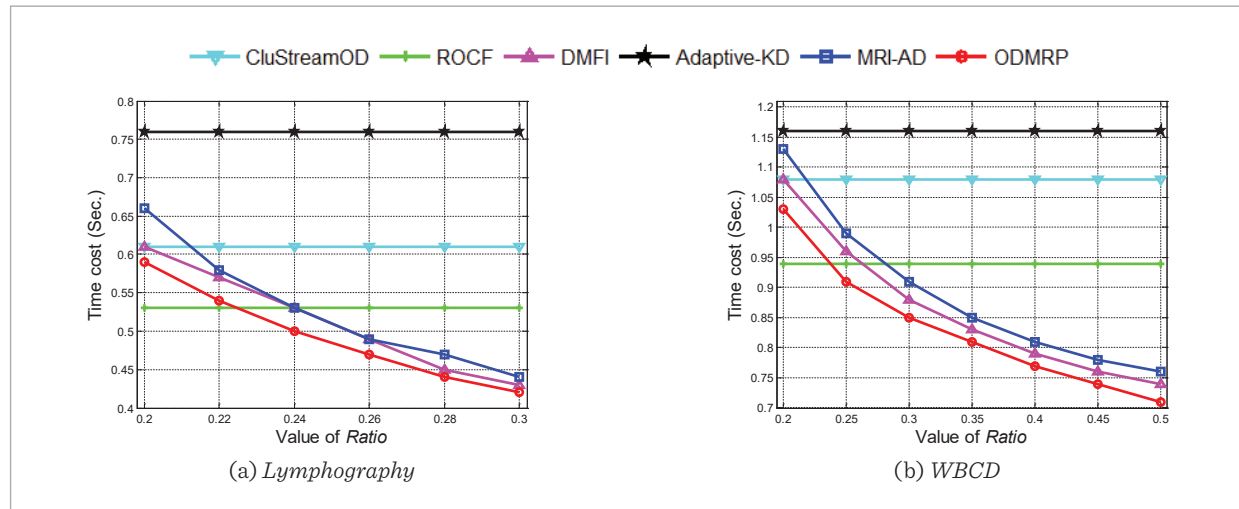 CluStreamOD ROCF DMFI Adaptive-KD MRI-AD ODMRP
0.8
0.75
0.7
0.65
0.6
0.55
0.5
0.45
0.4
Time cost (Sec.)
0.2 0.22 0.24 0.26 0.28 0.3
Value of Ratio
(a) Lymphography
1.2
1.15
1.1
1.05
1
0.95
0.9
0.85
0.8
0.75
0.7
Time cost (Sec.)
0.2 0.25 0.3 0.35 0.4 0.45 0.5
Value of Ratio
(b) WBCD